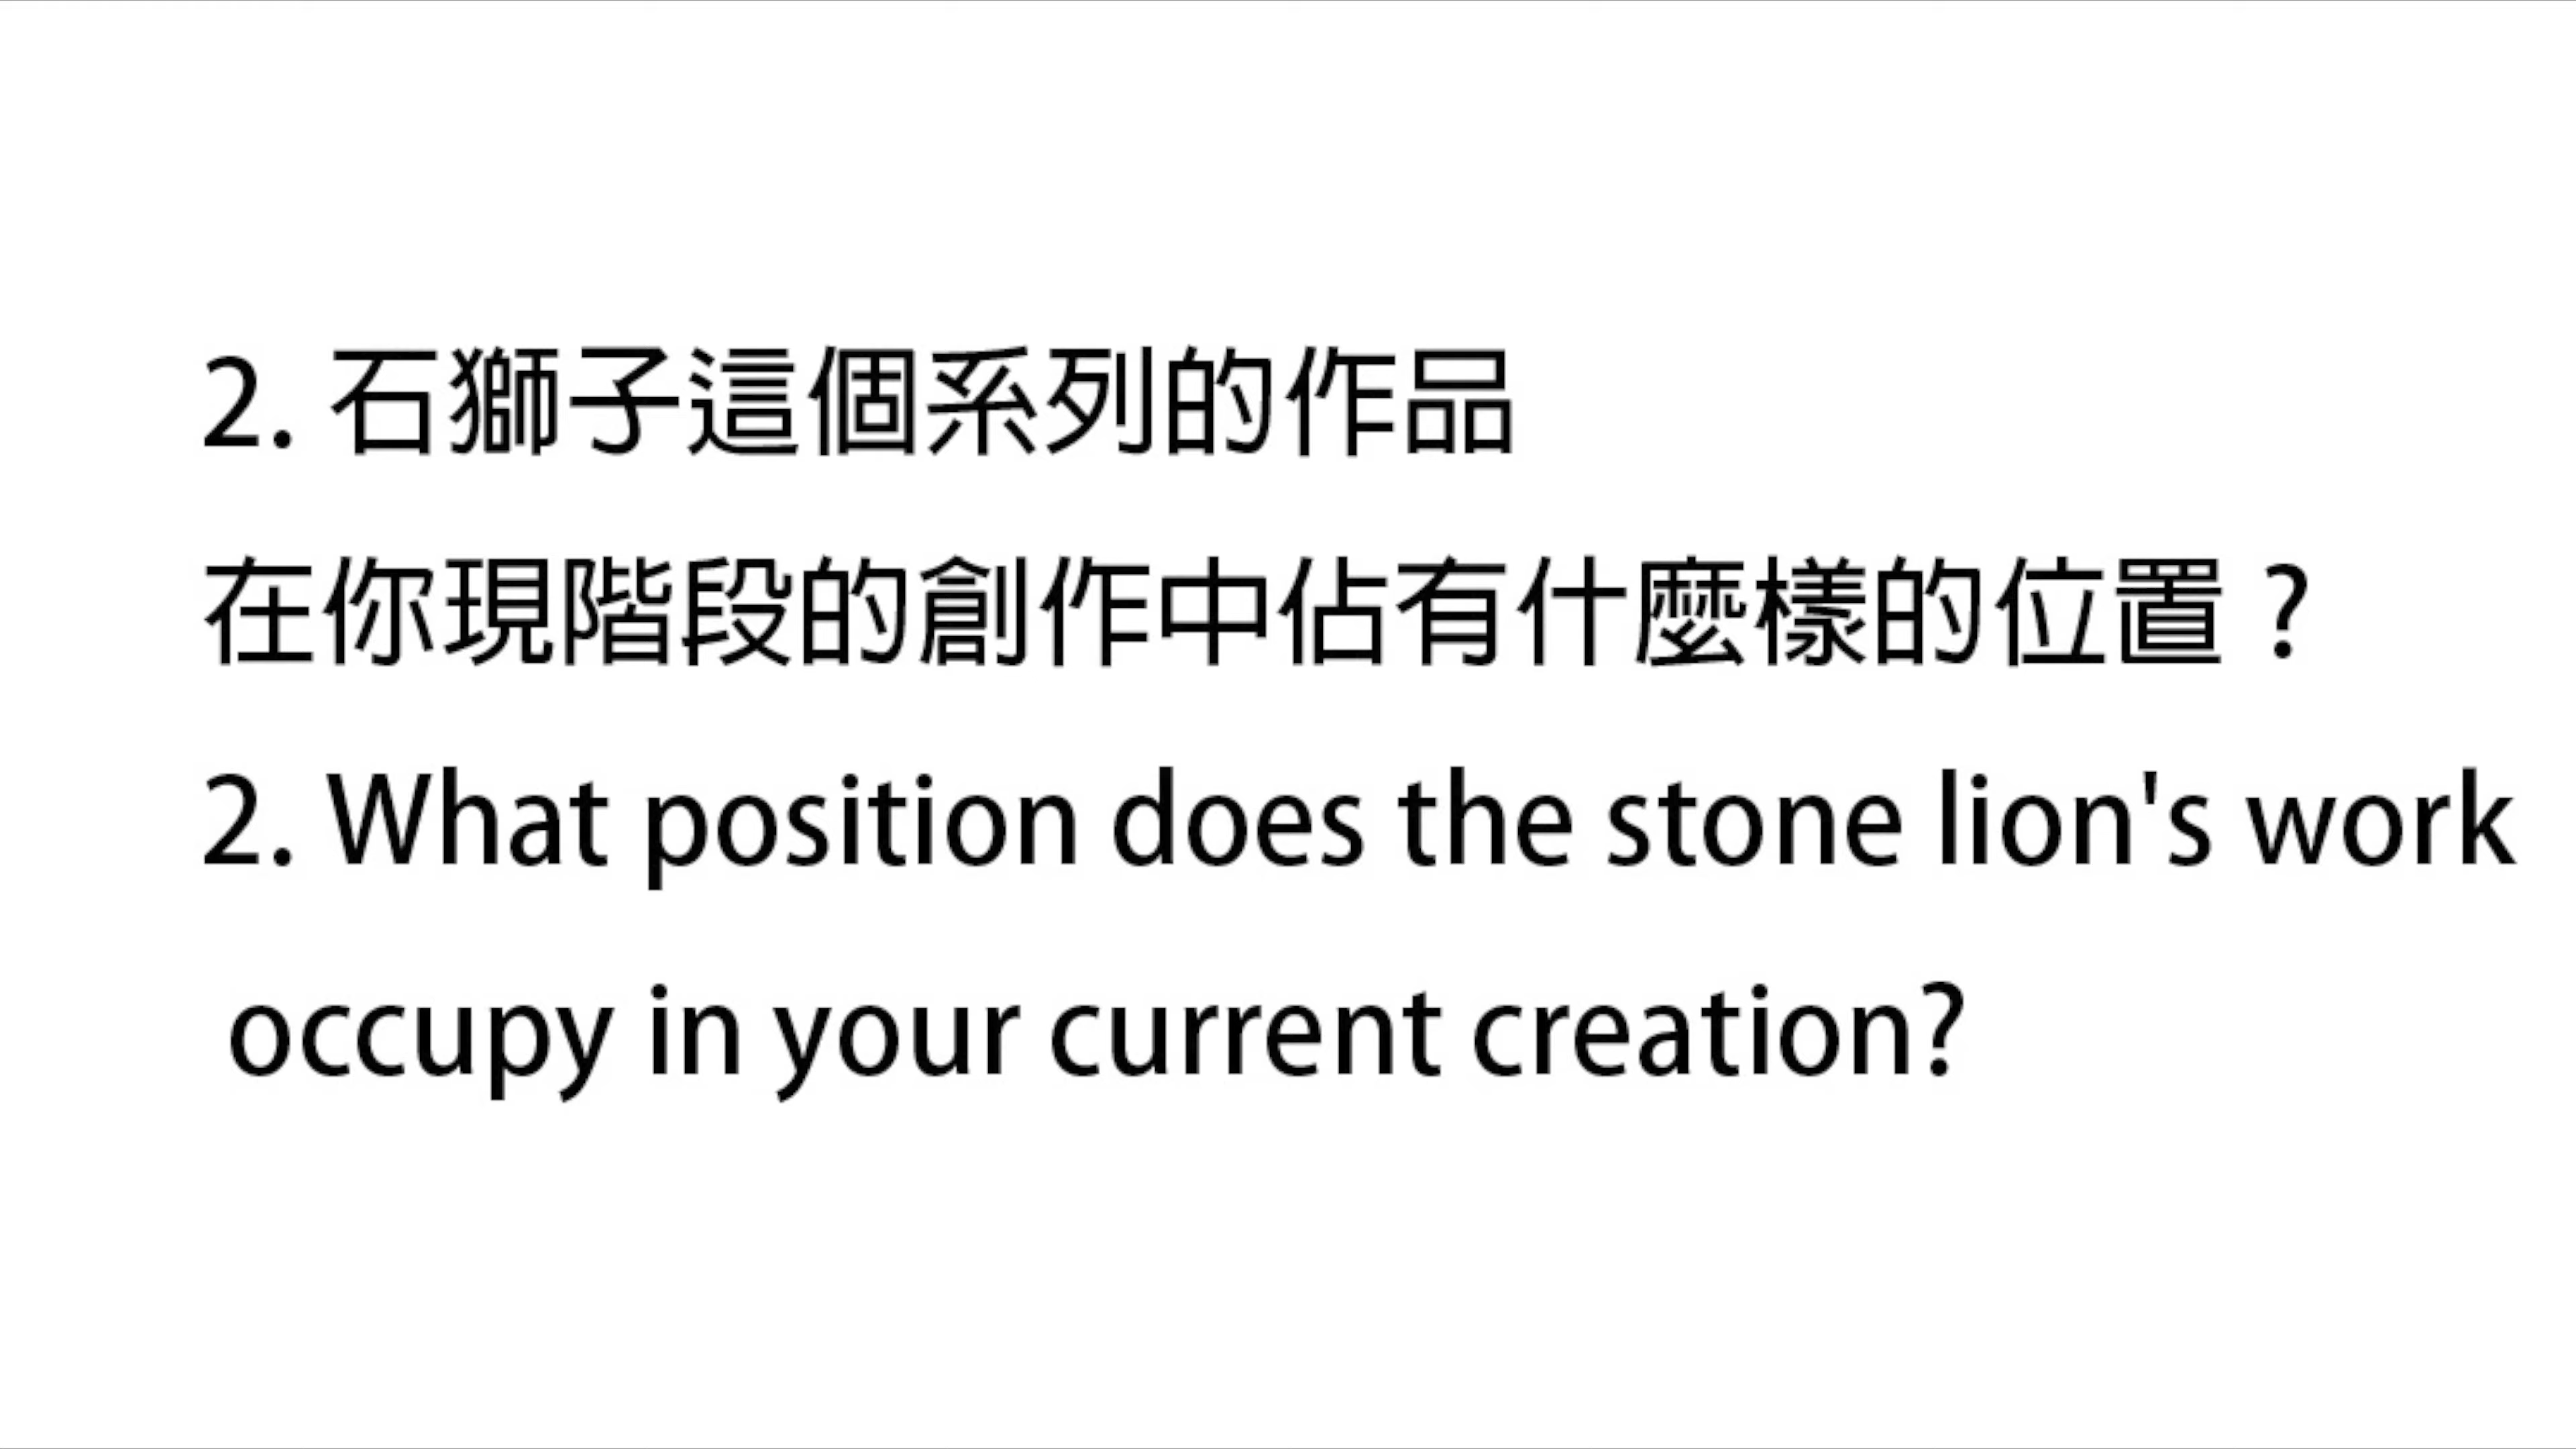 2. 石獅子這個系列的作品
在你現階段的創作中佔有什麼樣的位置？
2. What position does the stone lion's work
occupy in your current creation?